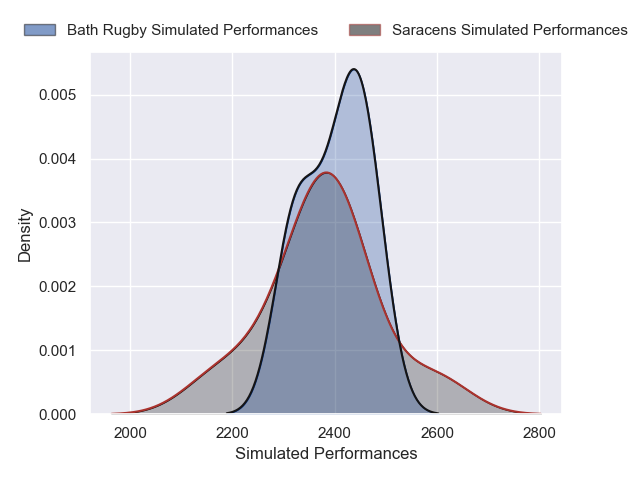 Bath Rugby Simulated Performances Saracens Simulated Performances
0.005
0.004
0.003
0.002
0.001
0.000
Density
2000 2200 2400 2600 2800
Simulated Performances